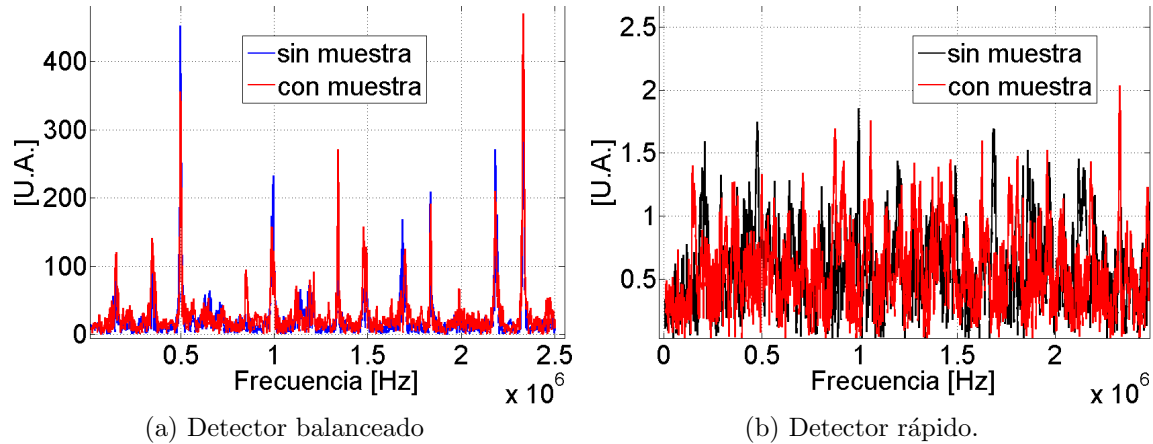 [U.A.]
400
300
200
100
0
sin muestra
con muestra
0.5
1
1.5
2
2.5
Frecuencia [Hz]
x 10^6
(a) Detector balanceado
[U.A.]
2.5
2
1.5
1
0.5
sin muestra
con muestra
0
0.5
1
1.5
2
Frecuencia [Hz]
x 10^6
(b) Detector rápido.